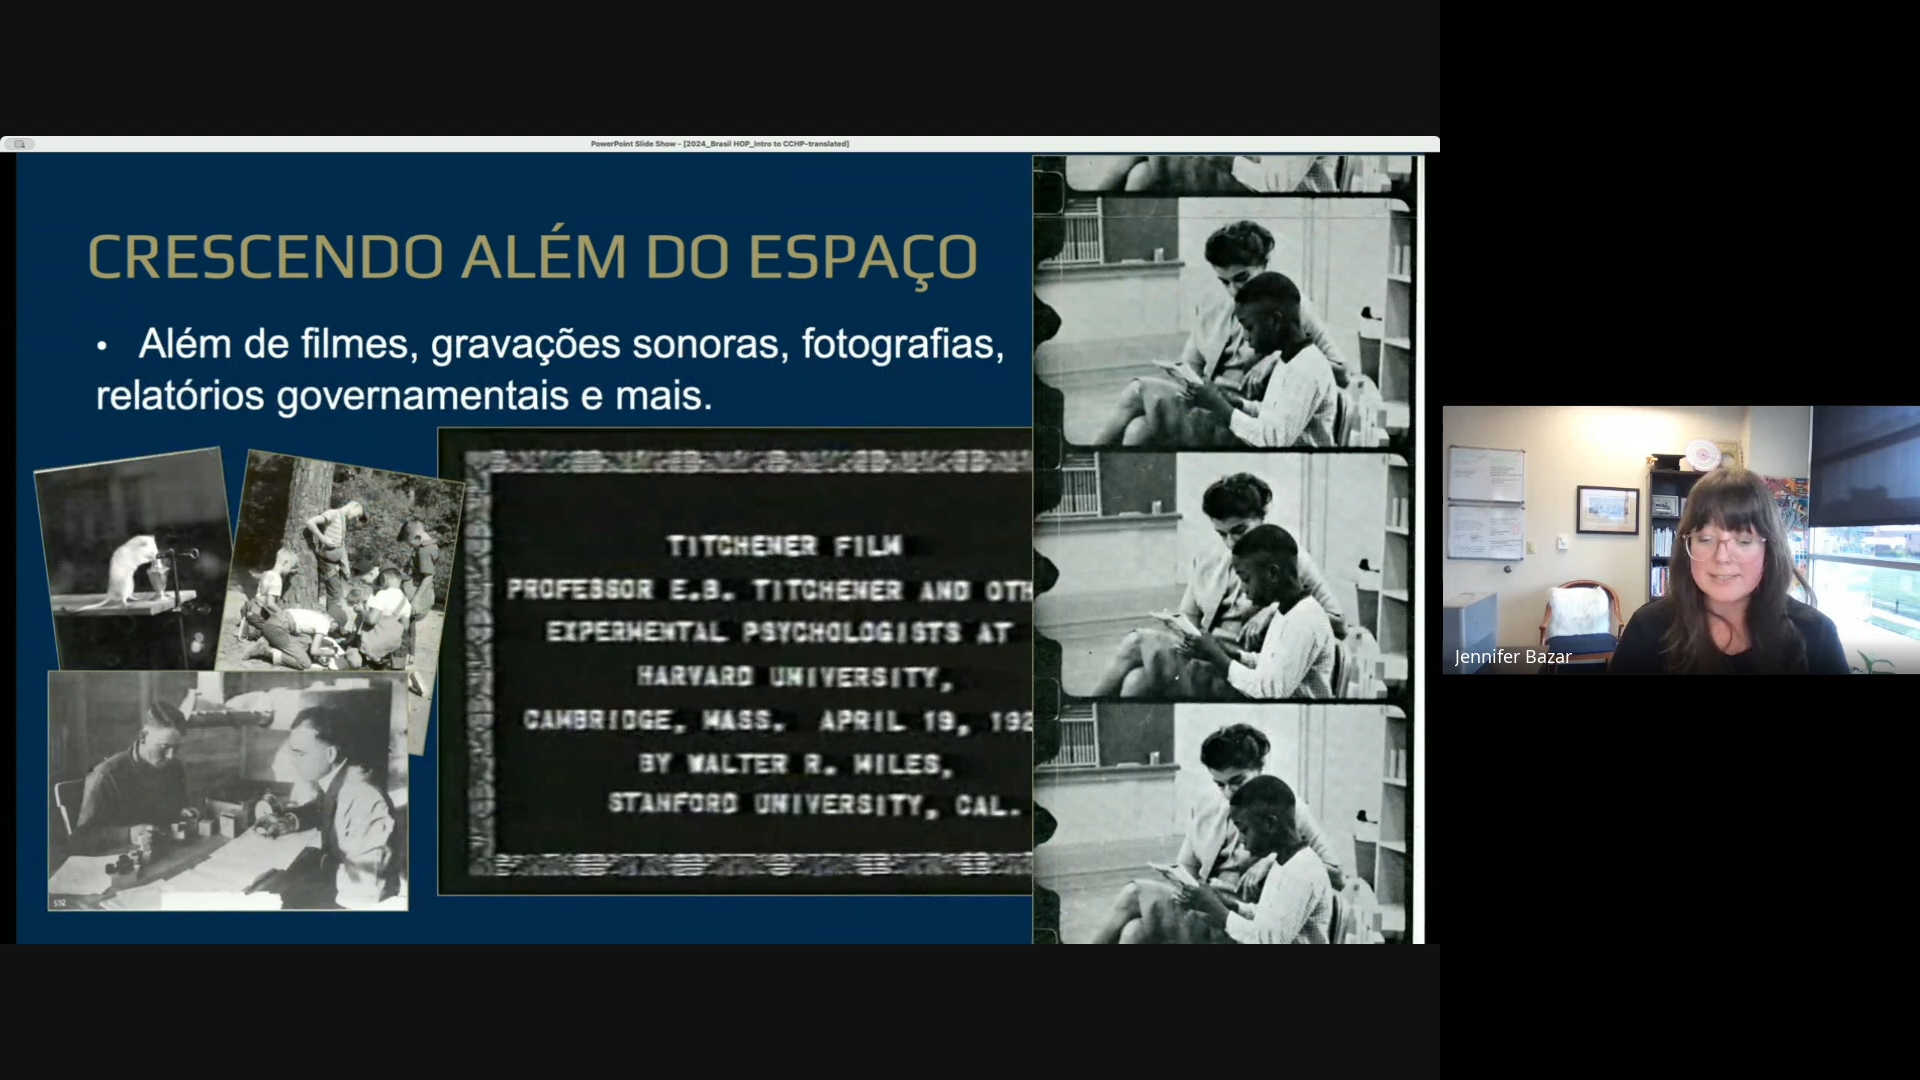 PowerPoint Slide Show - [2024_Brasil HOP_Intro to CCHP-translated]
CRESCENDO ALÉM DO ESPAÇO
• Além de filmes, gravações sonoras, fotografias,
relatórios governamentais e mais.
TITCHENER FILM
PROFESSOR E.B. TITCHENER AND OTH
EXPERMENTAL PSYCHOLOGISTS AT
HARVARD UNIVERSITY,
CAMBRIDGE, MASS. APRIL 19, 192
BY WALTER R. MILES,
STANFORD UNIVERSITY, CAL.
Jennifer Bazar